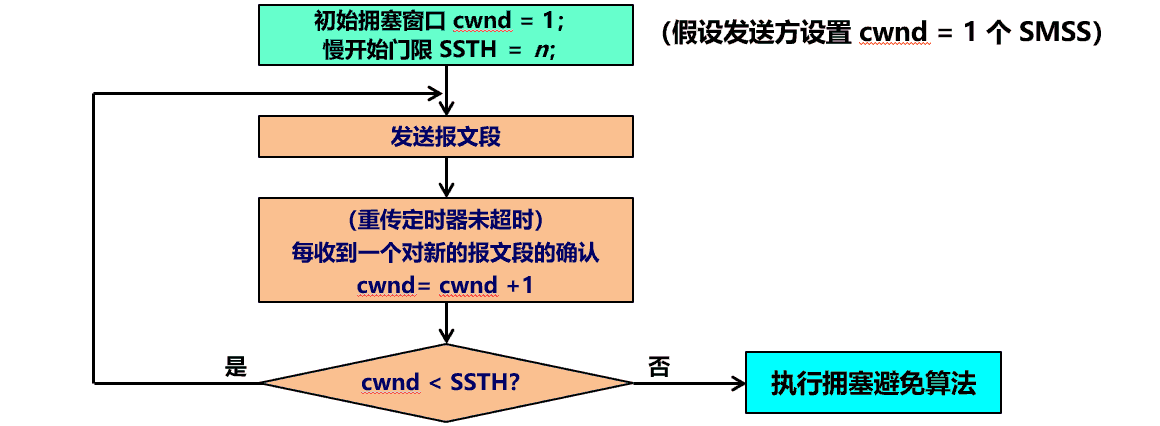 初始拥塞窗口 cwnd = 1;
慢开始门限 SSTH = n;
（假设发送方设置 cwnd = 1 个 SMSS）
发送报文段
（重传定时器未超时）
每收到一个对新的报文段的确认
cwnd= cwnd +1
是
cwnd < SSTH?
否
执行拥塞避免算法